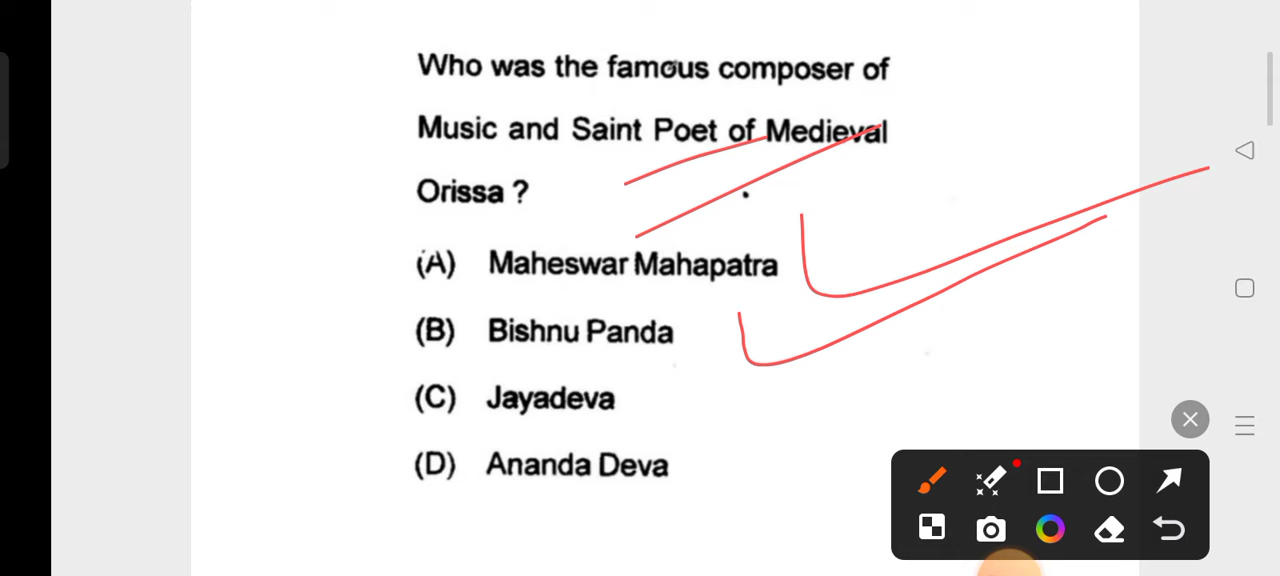 Who was the famous composer of
Music and Saint Poet of Medieval
Orissa ?
(A) Maheswar Mahapatra
(B) Bishnu Panda
(C) Jayadeva
(D) Ananda Deva